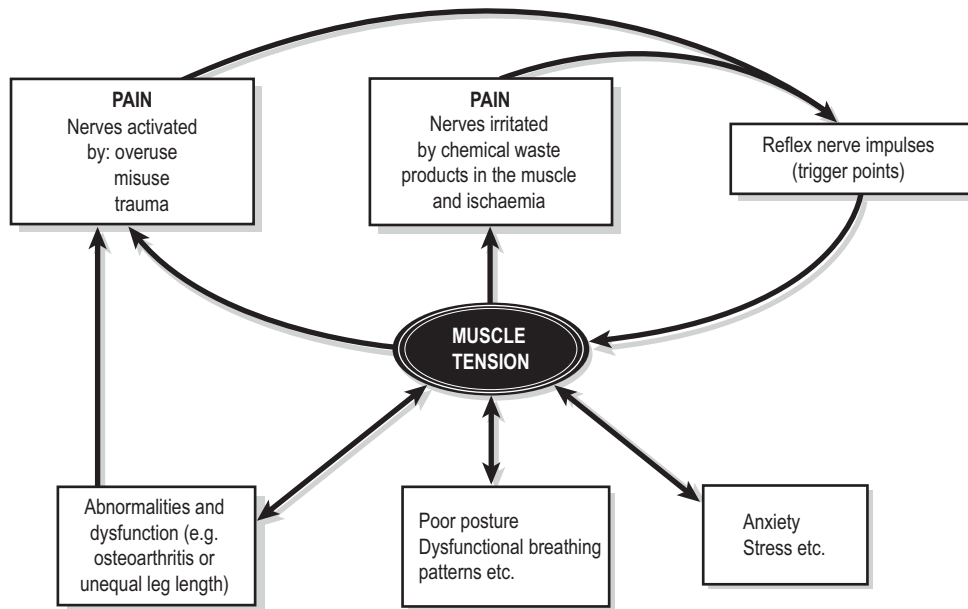 PAIN
Nerves activated
by: overuse
misuse
trauma
PAIN
Nerves irritated
by chemical waste
products in the muscle
and ischaemia
Reflex nerve impulses
(trigger points)
MUSCLE
TENSION
Abnormalities and
dysfunction (e.g.
osteoarthritis or
unequal leg length)
Poor posture
Dysfunctional breathing
patterns etc.
Anxiety
Stress etc.